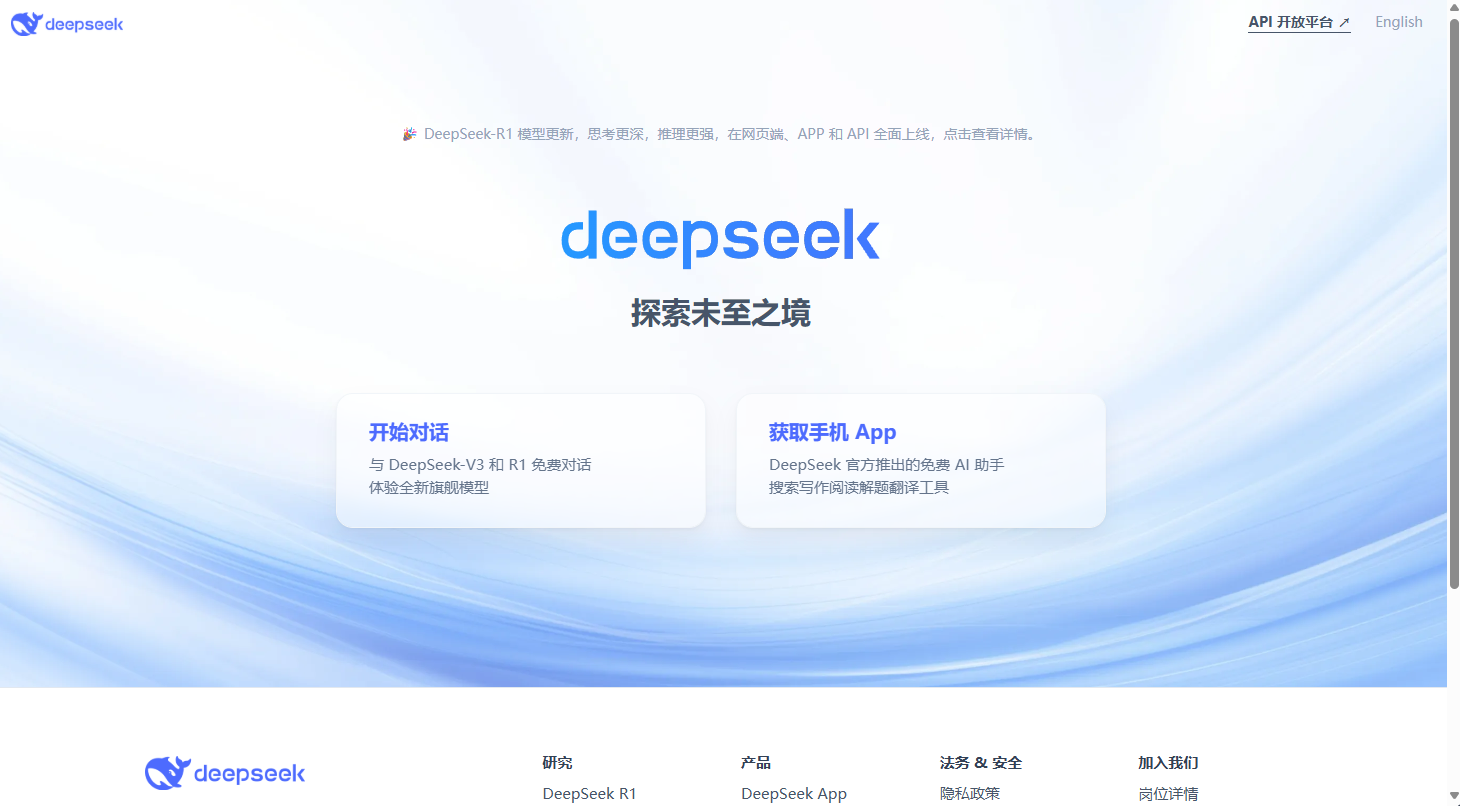 deepseek
API 开放平台 ↗
English
🎉 DeepSeek-R1 模型更新，思考更深，推理更强，在网页端、APP 和 API 全面上线，点击查看详情。
deepseek
探索未至之境
开始对话
与 DeepSeek-V3 和 R1 免费对话
体验全新旗舰模型
获取手机 App
DeepSeek 官方推出的免费 AI 助手
搜索写作阅读解题翻译工具
deepseek
研究
DeepSeek R1
产品
DeepSeek App
法务 & 安全
隐私政策
加入我们
岗位详情